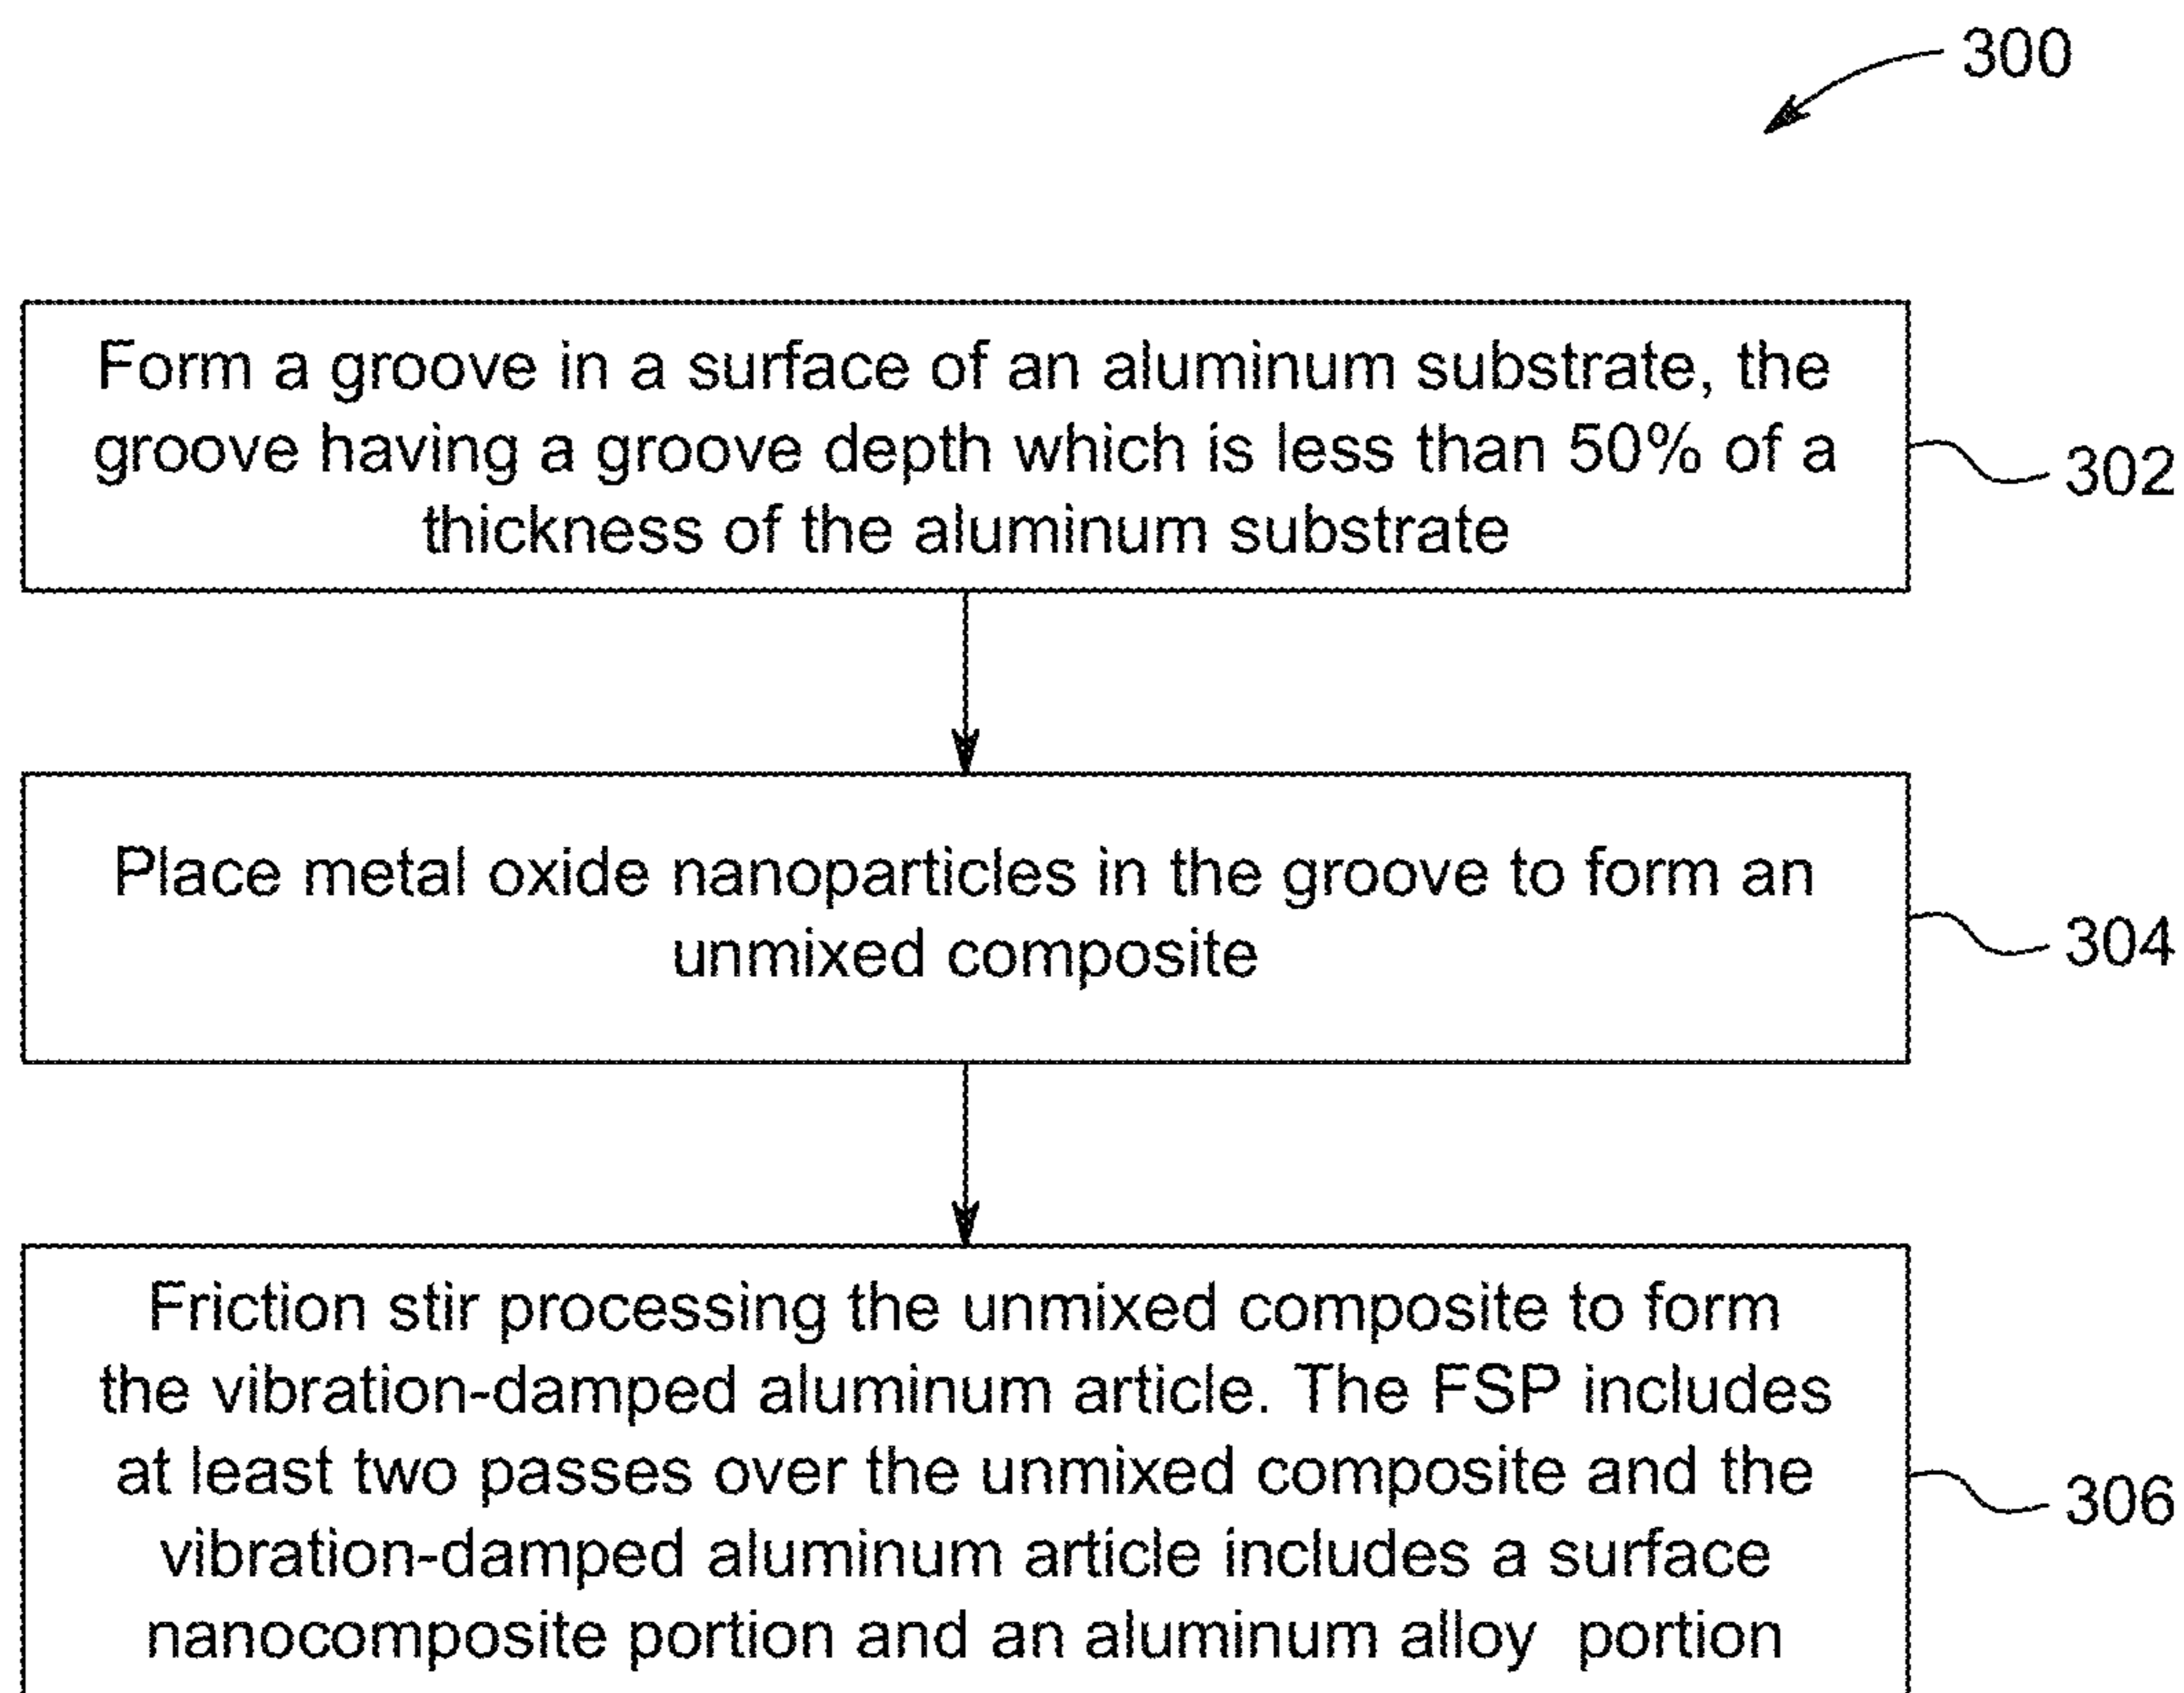 300
Form a groove in a surface of an aluminum substrate, the
groove having a groove depth which is less than 50% of a
thickness of the aluminum substrate
302
Place metal oxide nanoparticles in the groove to form an
unmixed composite
304
Friction stir processing the unmixed composite to form
the vibration-damped aluminum article. The FSP includes
at least two passes over the unmixed composite and the
vibration-damped aluminum article includes a surface
nanocomposite portion and an aluminum alloy portion
306